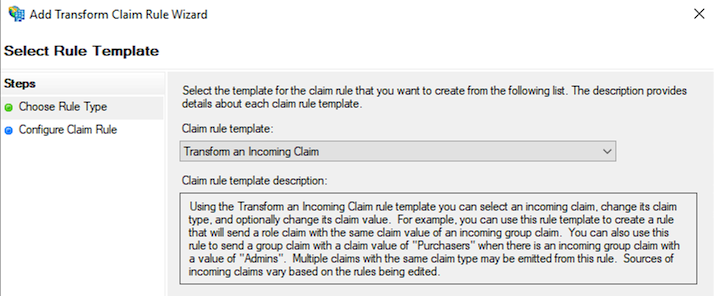 Add Transform Claim Rule Wizard
Select Rule Template
Steps
Choose Rule Type
Configure Claim Rule
Select the template for the claim rule that you want to create from the following list. The description provides
details about each claim rule template.
Claim rule template:
Transform an Incoming Claim
Claim rule template description:
Using the Transform an Incoming Claim rule template you can select an incoming claim, change its claim
type, and optionally change its claim value.  For example, you can use this rule template to create a rule
that will send a role claim with the same claim value of an incoming group claim.  You can also use this
rule to send a group claim with a claim value of "Purchasers" when there is an incoming group claim with
a value of "Admins".  Multiple claims with the same claim type may be emitted from this rule.  Sources of
incoming claims vary based on the rules being edited.